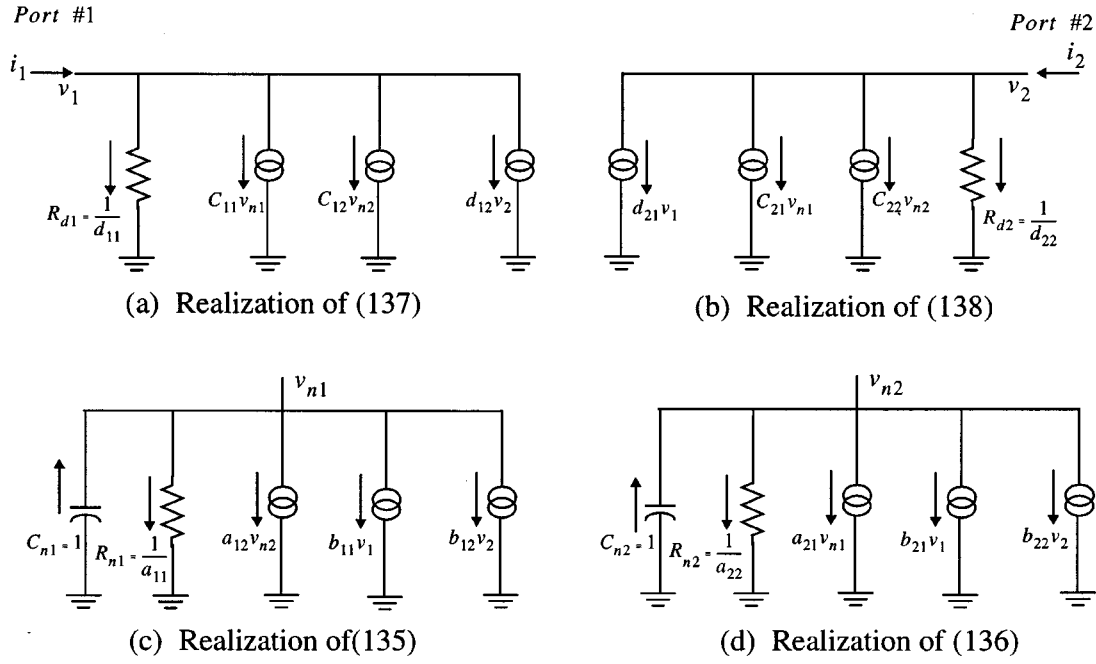 Port #1
Port #2
i1
v1
v2
i2
Rd1 = 1/d11
C11vn1
C12vn2
d12v2
d21v1
C21vn1
C22vn2
Rd2 = 1/d22
(a) Realization of (137)
(b) Realization of (138)
vn1
vn2
Cn1 = 1
Rn1 = 1/a11
a12vn2
b11v1
b12v2
Cn2 = 1
Rn2 = 1/a22
a21vn1
b21v1
b22v2
(c) Realization of(135)
(d) Realization of (136)